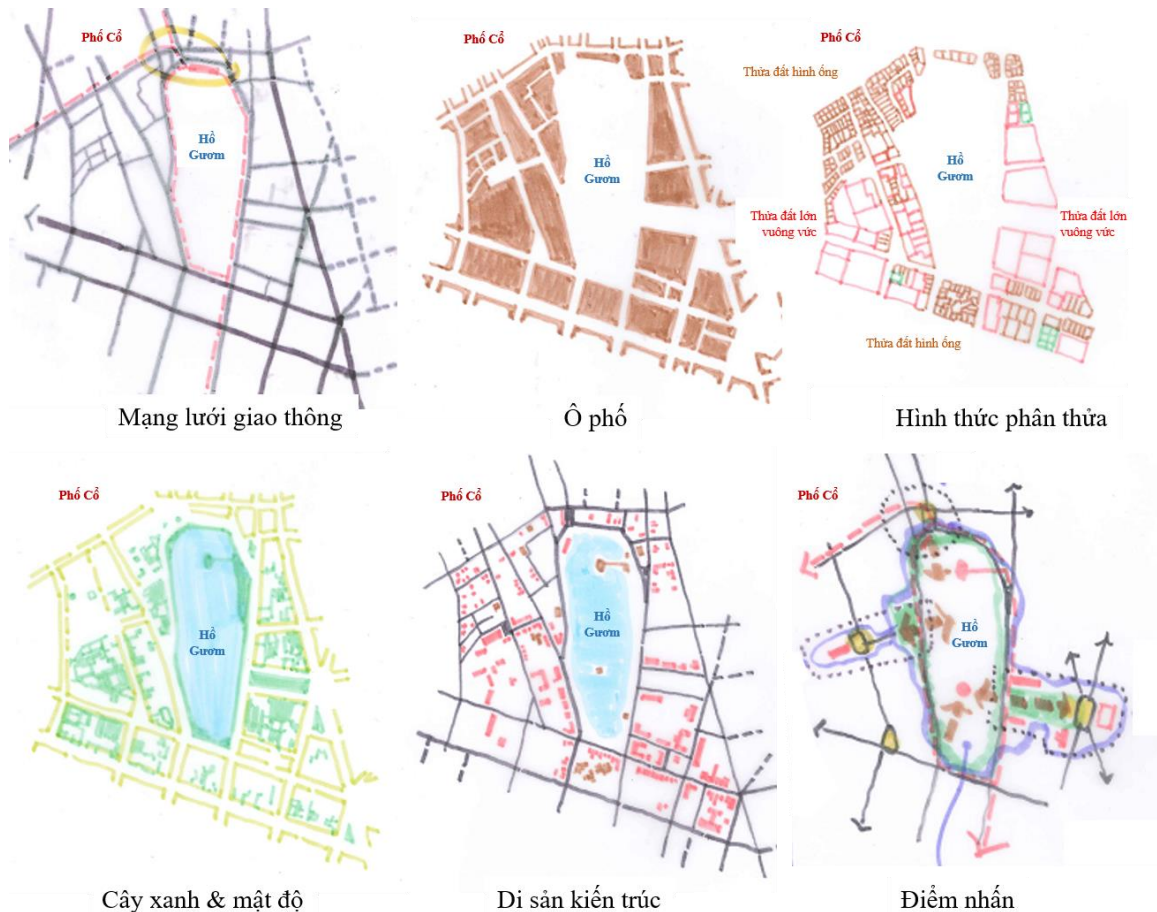 Phố Cổ
Hồ
Gươm
Mạng lưới giao thông
Phố Cổ
Hồ
Gươm
Ô phố
Phố Cổ
Thửa đất hình ống
Hồ
Gươm
Thửa đất lớn
vuông vức
Thửa đất lớn
vuông vức
Thửa đất hình ống
Hình thức phân thửa
Phố Cổ
Hồ
Gươm
Cây xanh & mật độ
Phố Cổ
Hồ
Gươm
Di sản kiến trúc
Phố Cổ
Hồ
Gươm
Điểm nhấn